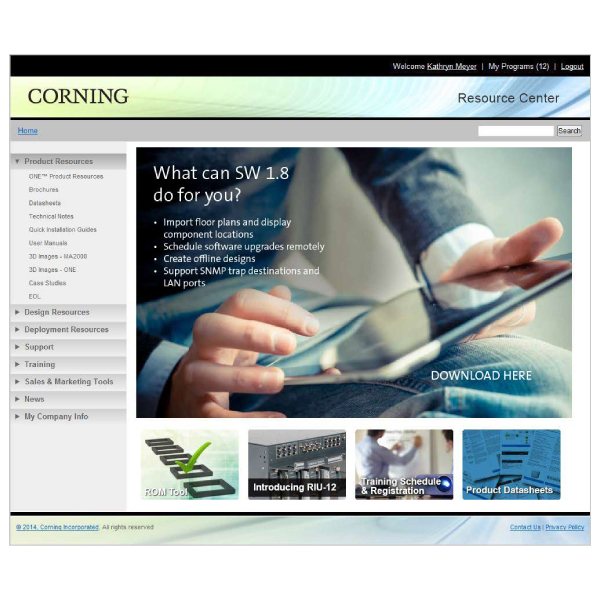 Welcome Kathryn Meyer | My Programs (12) | Logout
CORNING
Resource Center
Home
Search
Product Resources
ONE™ Product Resources
Brochures
Datasheets
Technical Notes
Quick Installation Guides
User Manuals
3D Images - MA2000
3D Images - ONE
Case Studies
EOL
Design Resources
Deployment Resources
Support
Training
Sales & Marketing Tools
News
My Company Info
What can SW 1.8
do for you?
• Import floor plans and display
component locations
• Schedule software upgrades remotely
• Create offline designs
• Support SNMP trap destinations and
LAN ports
DOWNLOAD HERE
ROM Tool
Introducing RIU-12
Training Schedule
& Registration
Product Datasheets
© 2014, Corning Incorporated. All rights reserved
Contact Us | Privacy Policy